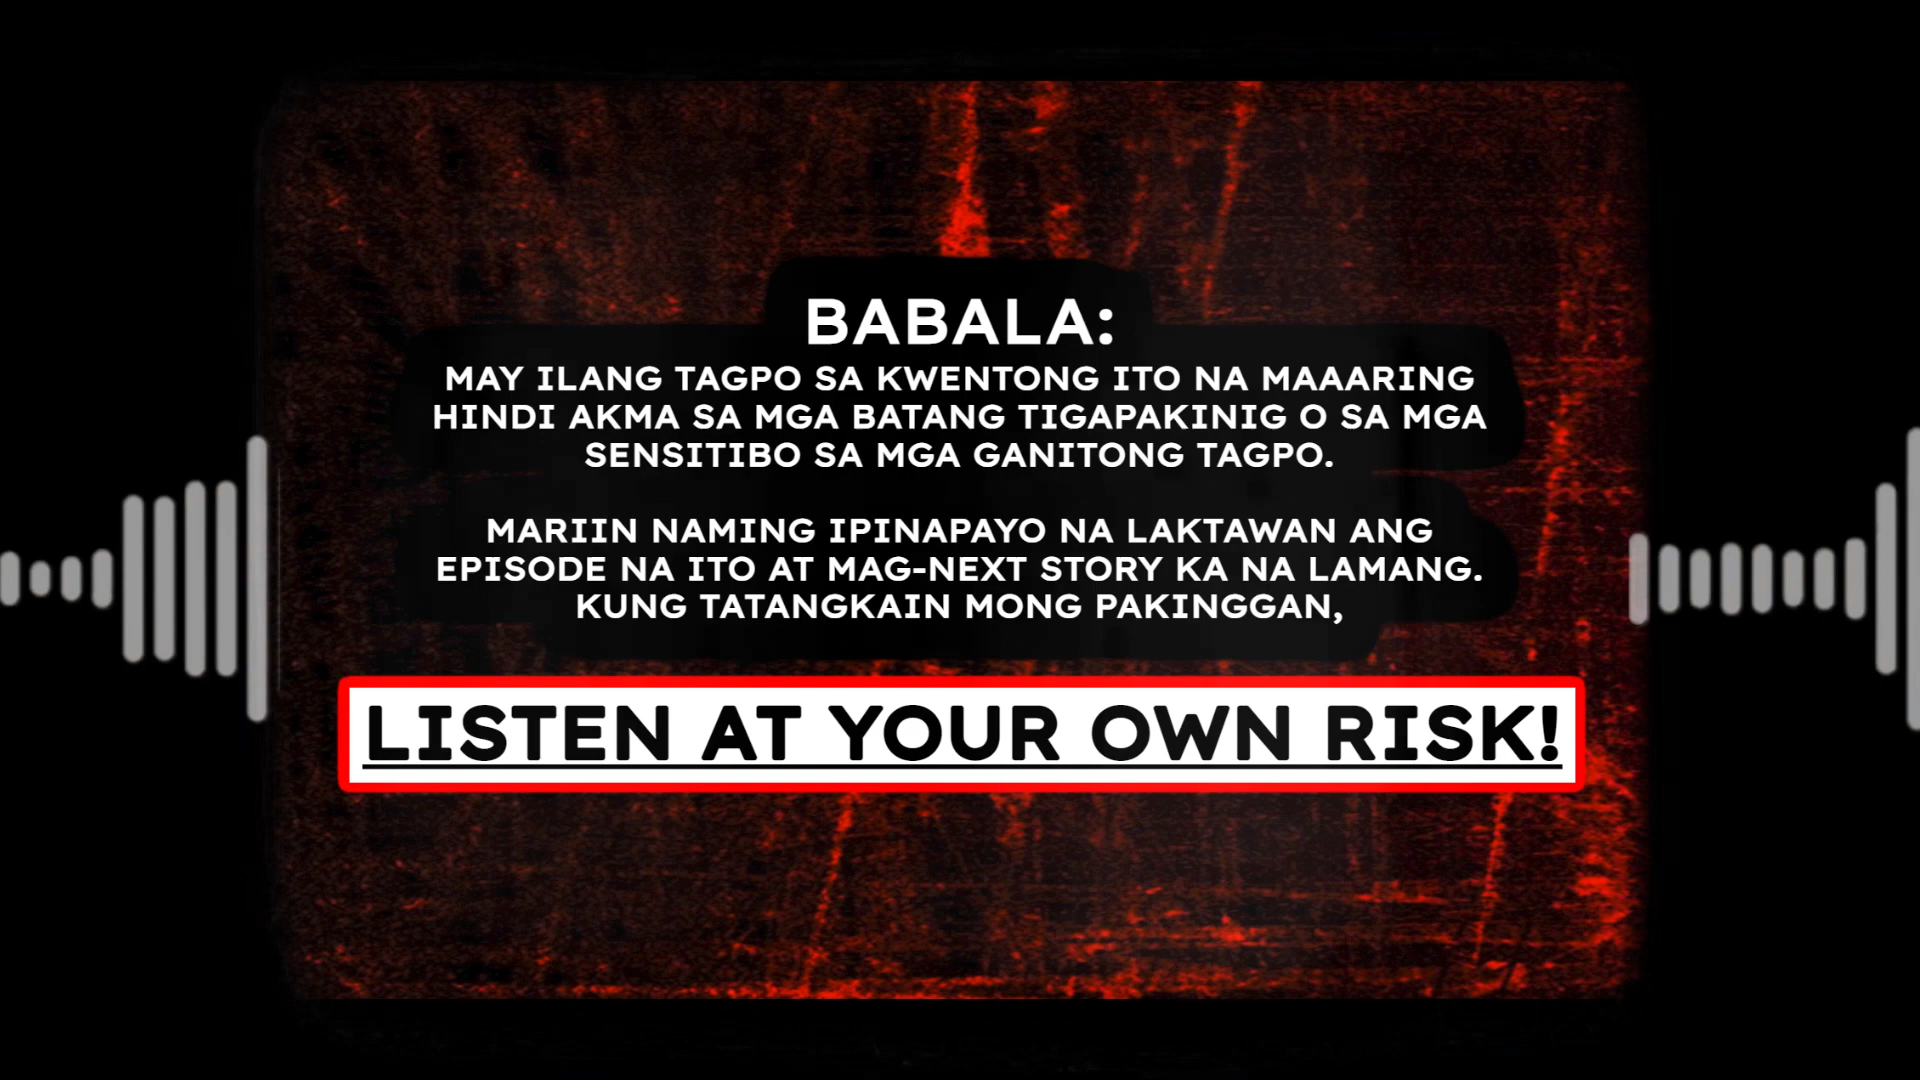 BABALA:
MAY ILANG TAGPO SA KWENTONG ITO NA MAAARING
HINDI AKMA SA MGA BATANG TIGAPAKINIG O SA MGA
SENSITIBO SA MGA GANITONG TAGPO.
MARIIN NAMING IPINAPAYO NA LAKTAWAN ANG
EPISODE NA ITO AT MAG-NEXT STORY KA NA LAMANG.
KUNG TATANGKAIN MONG PAKINGGAN,
LISTEN AT YOUR OWN RISK!